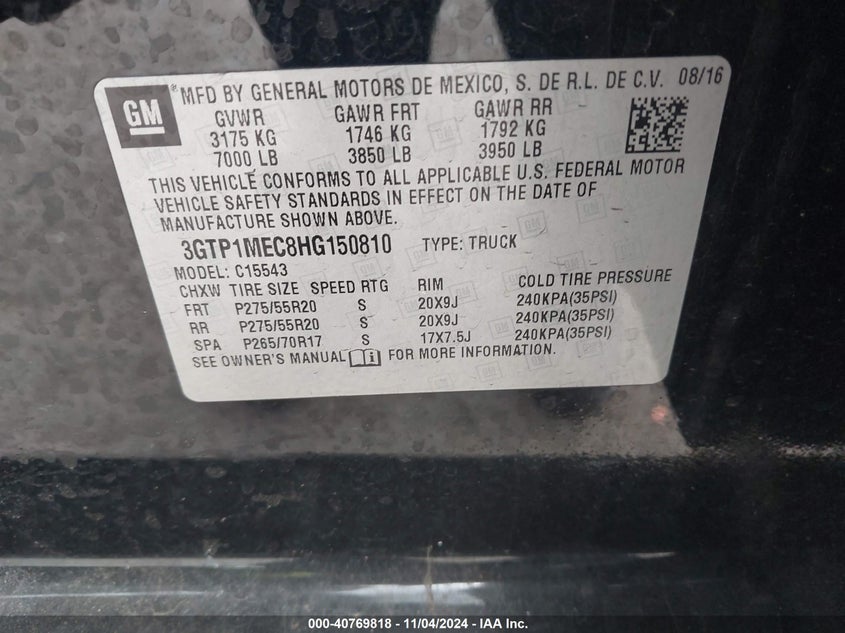 GM ® MFD BY GENERAL MOTORS DE MEXICO, S. DE R.L. DE C.V. 08/16
GVWR GAWR FRT GAWR RR
3175 KG 1746 KG 1792 KG
7000 LB 3850 LB 3950 LB
THIS VEHICLE CONFORMS TO ALL APPLICABLE U.S. FEDERAL MOTOR
VEHICLE SAFETY STANDARDS IN EFFECT ON THE DATE OF
MANUFACTURE SHOWN ABOVE.
3GTP1MEC8HG150810 TYPE: TRUCK
MODEL: C15543
CHXW TIRE SIZE SPEED RTG RIM COLD TIRE PRESSURE
FRT P275/55R20 S 20X9J 240KPA(35PSI)
RR P275/55R20 S 20X9J 240KPA(35PSI)
SPA P265/70R17 S 17X7.5J 240KPA(35PSI)
SEE OWNER'S MANUAL FOR MORE INFORMATION.
000-40769818 - 11/04/2024 - IAA Inc.